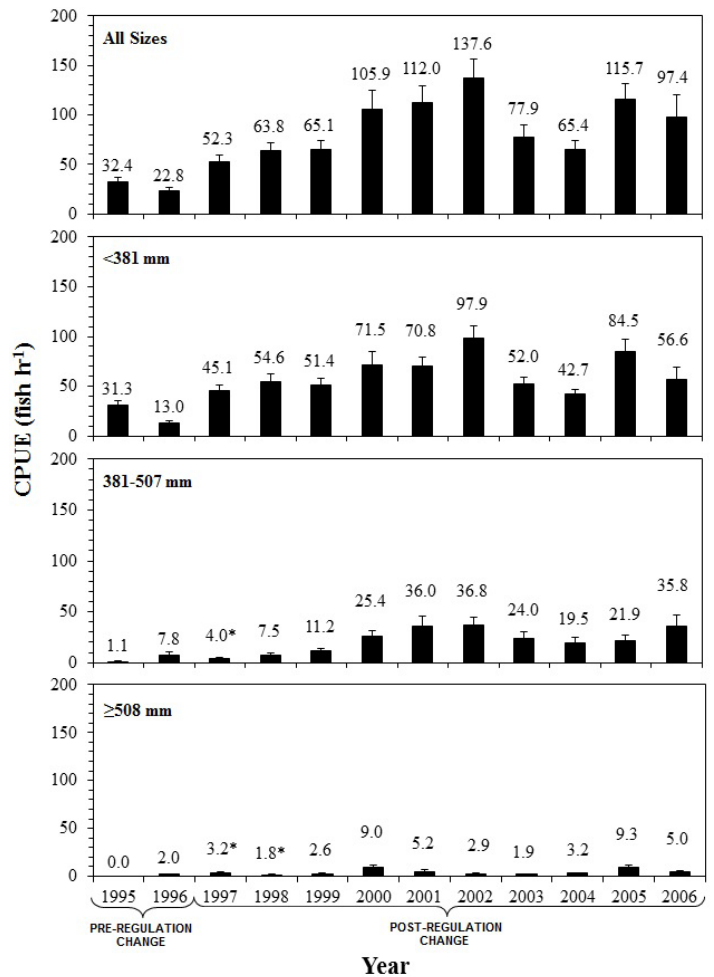 CPUE (fish h⁻¹)
All Sizes
200
150
100
50
0
32.4 22.8 52.3 63.8 65.1 105.9 112.0 137.6 77.9 65.4 115.7 97.4
<381 mm
200
150
100
50
0
31.3 13.0 45.1 54.6 51.4 71.5 70.8 97.9 52.0 42.7 84.5 56.6
381-507 mm
200
150
100
50
0
1.1 7.8 4.0* 7.5 11.2 25.4 36.0 36.8 24.0 19.5 21.9 35.8
≥508 mm
200
150
100
50
0
0.0 2.0 3.2* 1.8* 2.6 9.0 5.2 2.9 1.9 3.2 9.3 5.0
1995 1996 1997 1998 1999 2000 2001 2002 2003 2004 2005 2006
PRE-REGULATION
CHANGE
POST-REGULATION
CHANGE
Year